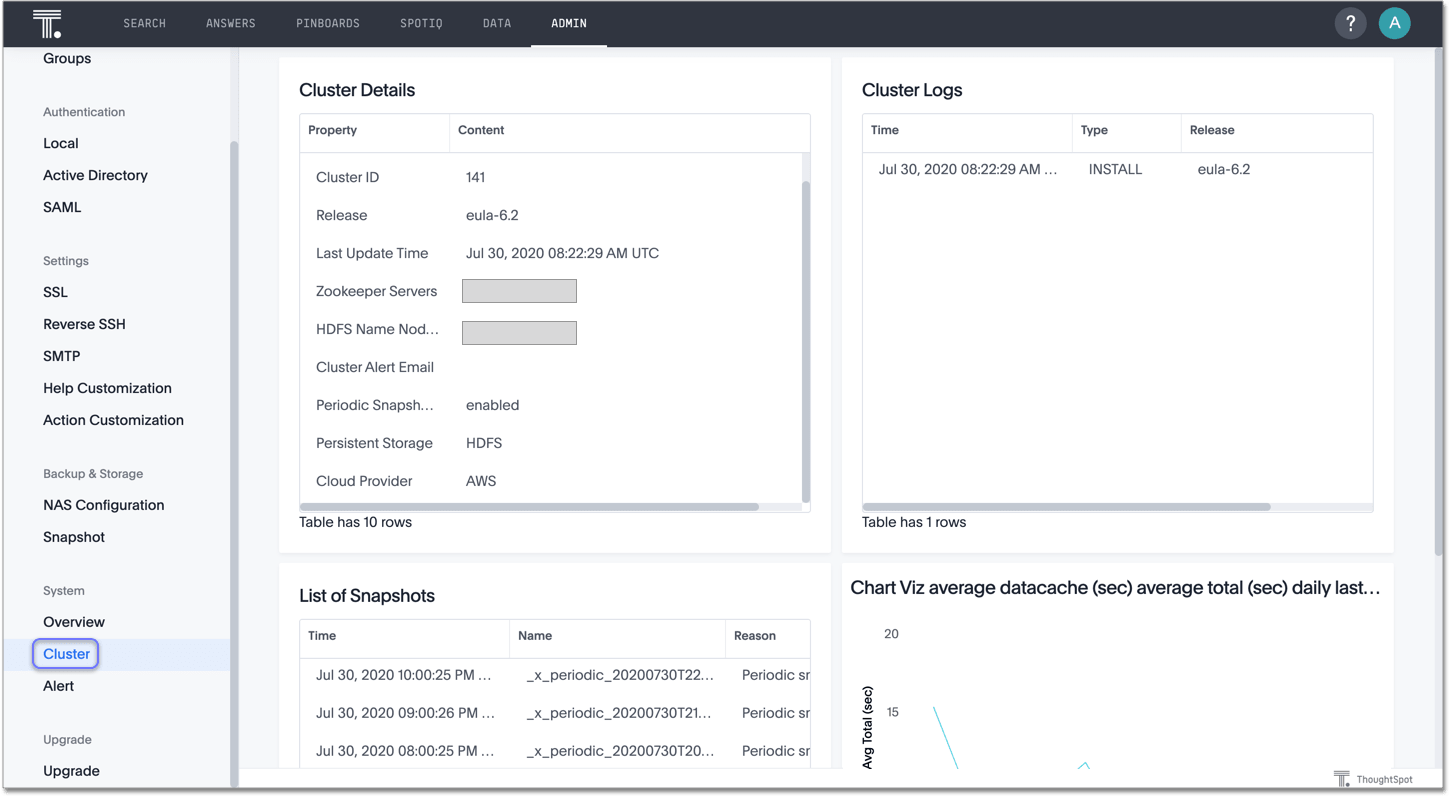 SEARCH ANSWERS PINBOARDS SPOTIQ DATA ADMIN ? A
Groups
Authentication
Local
Active Directory
SAML
Settings
SSL
Reverse SSH
SMTP
Help Customization
Action Customization
Backup & Storage
NAS Configuration
Snapshot
System
Overview
Cluster
Alert
Upgrade
Upgrade
Cluster Details
Property Content
Cluster ID 141
Release eula-6.2
Last Update Time Jul 30, 2020 08:22:29 AM UTC
Zookeeper Servers
HDFS Name Nod...
Cluster Alert Email
Periodic Snapsh... enabled
Persistent Storage HDFS
Cloud Provider AWS
Table has 10 rows
Cluster Logs
Time Type Release
Jul 30, 2020 08:22:29 AM ... INSTALL eula-6.2
Table has 1 rows
List of Snapshots
Time Name Reason
Jul 30, 2020 10:00:25 PM ... _x_periodic_20200730T22... Periodic sr
Jul 30, 2020 09:00:26 PM ... _x_periodic_20200730T21... Periodic sr
Jul 30, 2020 08:00:25 PM ... _x_periodic_20200730T20... Periodic sr
Chart Viz average datacache (sec) average total (sec) daily last...
20
15
Avg Total (sec)
ThoughtSpot